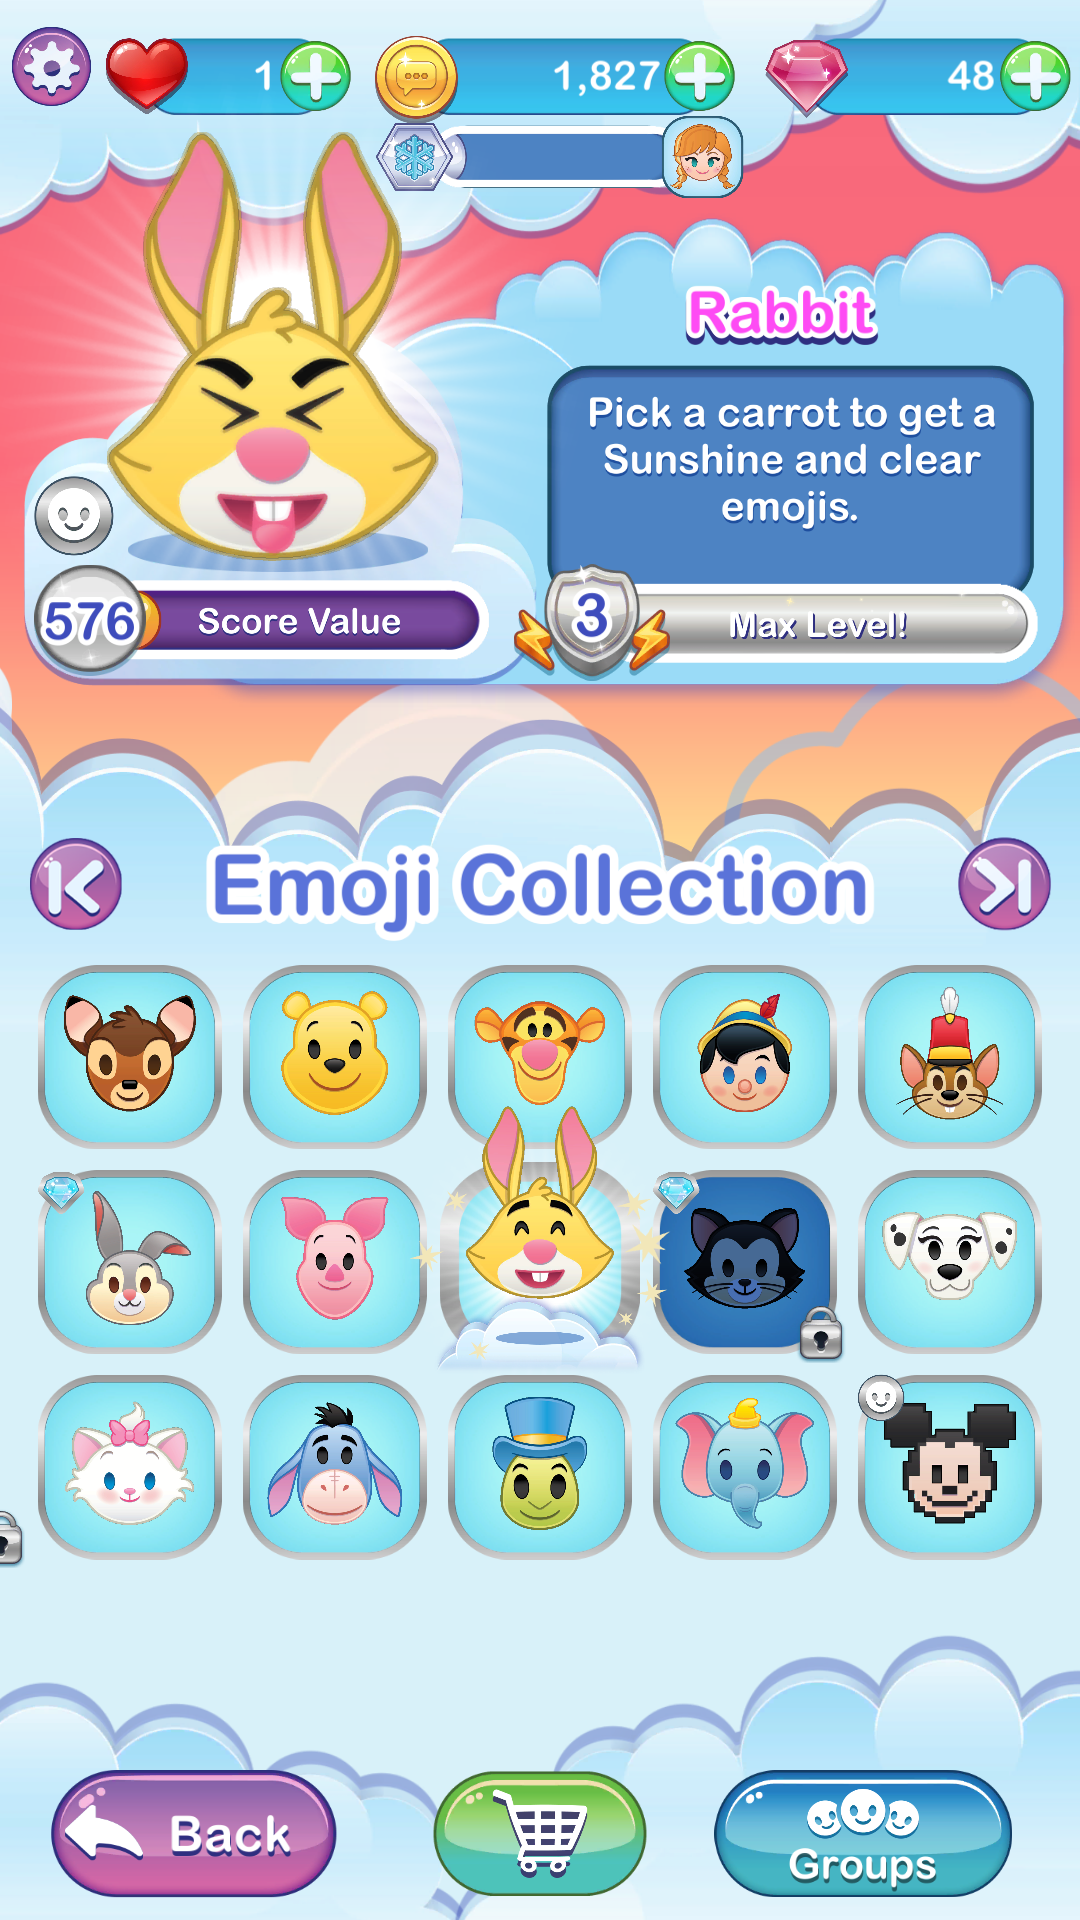 1
1,827
48
Rabbit
Pick a carrot to get a
Sunshine and clear
emojis.
576
Score Value
3
Max Level!
Emoji Collection
Back
Groups